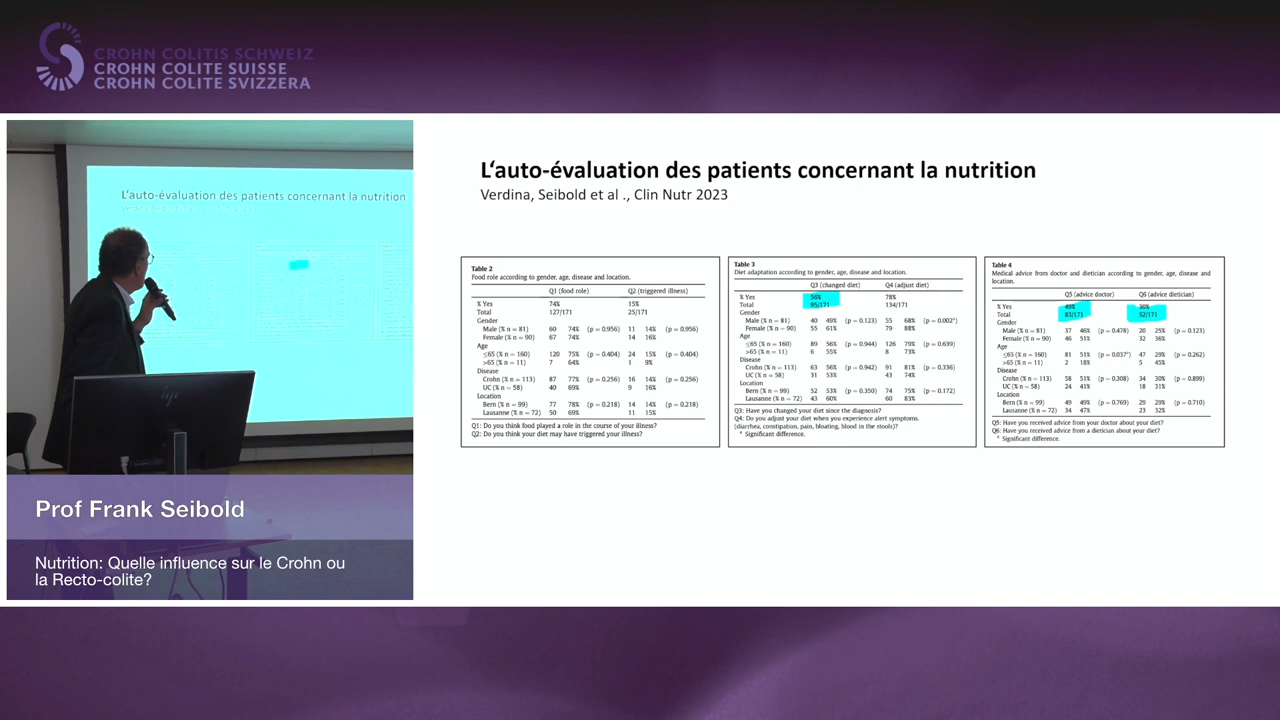 CROHN COLITIS SCHWEIZ
CROHN COLITE SUISSE
CROHN COLITE SVIZZERA
L'auto-évaluation des patients concernant la nutrition
Prof Frank Seibold
Nutrition: Quelle influence sur le Crohn ou
la Recto-colite?
L‘auto-évaluation des patients concernant la nutrition
Verdina, Seibold et al ., Clin Nutr 2023
Table 2
Food role according to gender, age, disease and location.
Q1 (food role) Q2 (triggered illness)
% Yes 74% 15%
Total 127/171 25/171
Gender
Male (% n = 81) 60 74% (p = 0.956) 11 14% (p = 0.956)
Female (% n = 90) 67 74% 14 16%
Age
≤65 (% n = 160) 120 75% (p = 0.404) 24 15% (p = 0.404)
>65 (% n = 11) 7 64% 1 9%
Disease
Crohn (% n = 113) 87 77% (p = 0.256) 16 14% (p = 0.256)
UC (% n = 58) 40 69% 9 16%
Location
Bern (% n = 99) 77 78% (p = 0.218) 14 14% (p = 0.218)
Lausanne (% n = 72) 50 69% 11 15%
Q1: Do you think food played a role in the course of your illness?
Q2: Do you think your diet may have triggered your illness?
Table 3
Diet adaptation according to gender, age, disease and location.
Q3 (changed diet) Q4 (adjust diet)
% Yes 56% 78%
Total 95/171 134/171
Gender
Male (% n = 81) 40 49% (p = 0.123) 55 68% (p = 0.002ᵃ)
Female (% n = 90) 55 61% 79 88%
Age
≤65 (% n = 160) 89 56% (p = 0.944) 126 79% (p = 0.639)
>65 (% n = 11) 6 55% 8 73%
Disease
Crohn (% n = 113) 63 56% (p = 0.942) 91 81% (p = 0.336)
UC (% n = 58) 31 53% 43 74%
Location
Bern (% n = 99) 52 53% (p = 0.350) 74 75% (p = 0.172)
Lausanne (% n = 72) 43 60% 60 83%
Q3: Have you changed your diet since the diagnosis?
Q4: Do you adjust your diet when you experience alert symptoms,
(diarrhea, constipation, pain, bloating, blood in the stools)?
ᵃ Significant difference.
Table 4
Medical advice from doctor and dietician according to gender, age, disease and
location.
Q5 (advice doctor) Q6 (advice dietician)
% Yes 49% 30%
Total 83/171 52/171
Gender
Male (% n = 81) 37 46% (p = 0.478) 20 25% (p = 0.123)
Female (% n = 90) 46 51% 32 36%
Age
≤65 (% n = 160) 81 51% (p = 0.037ᵃ) 47 29% (p = 0.262)
>65 (% n = 11) 2 18% 5 45%
Disease
Crohn (% n = 113) 58 51% (p = 0.308) 34 30% (p = 0.899)
UC (% n = 58) 24 41% 18 31%
Location
Bern (% n = 99) 49 49% (p = 0.769) 29 29% (p = 0.710)
Lausanne (% n = 72) 34 47% 23 32%
Q5: Have you received advice from your doctor about your diet?
Q6: Have you received advice from a dietician about your diet?
ᵃ Significant difference.